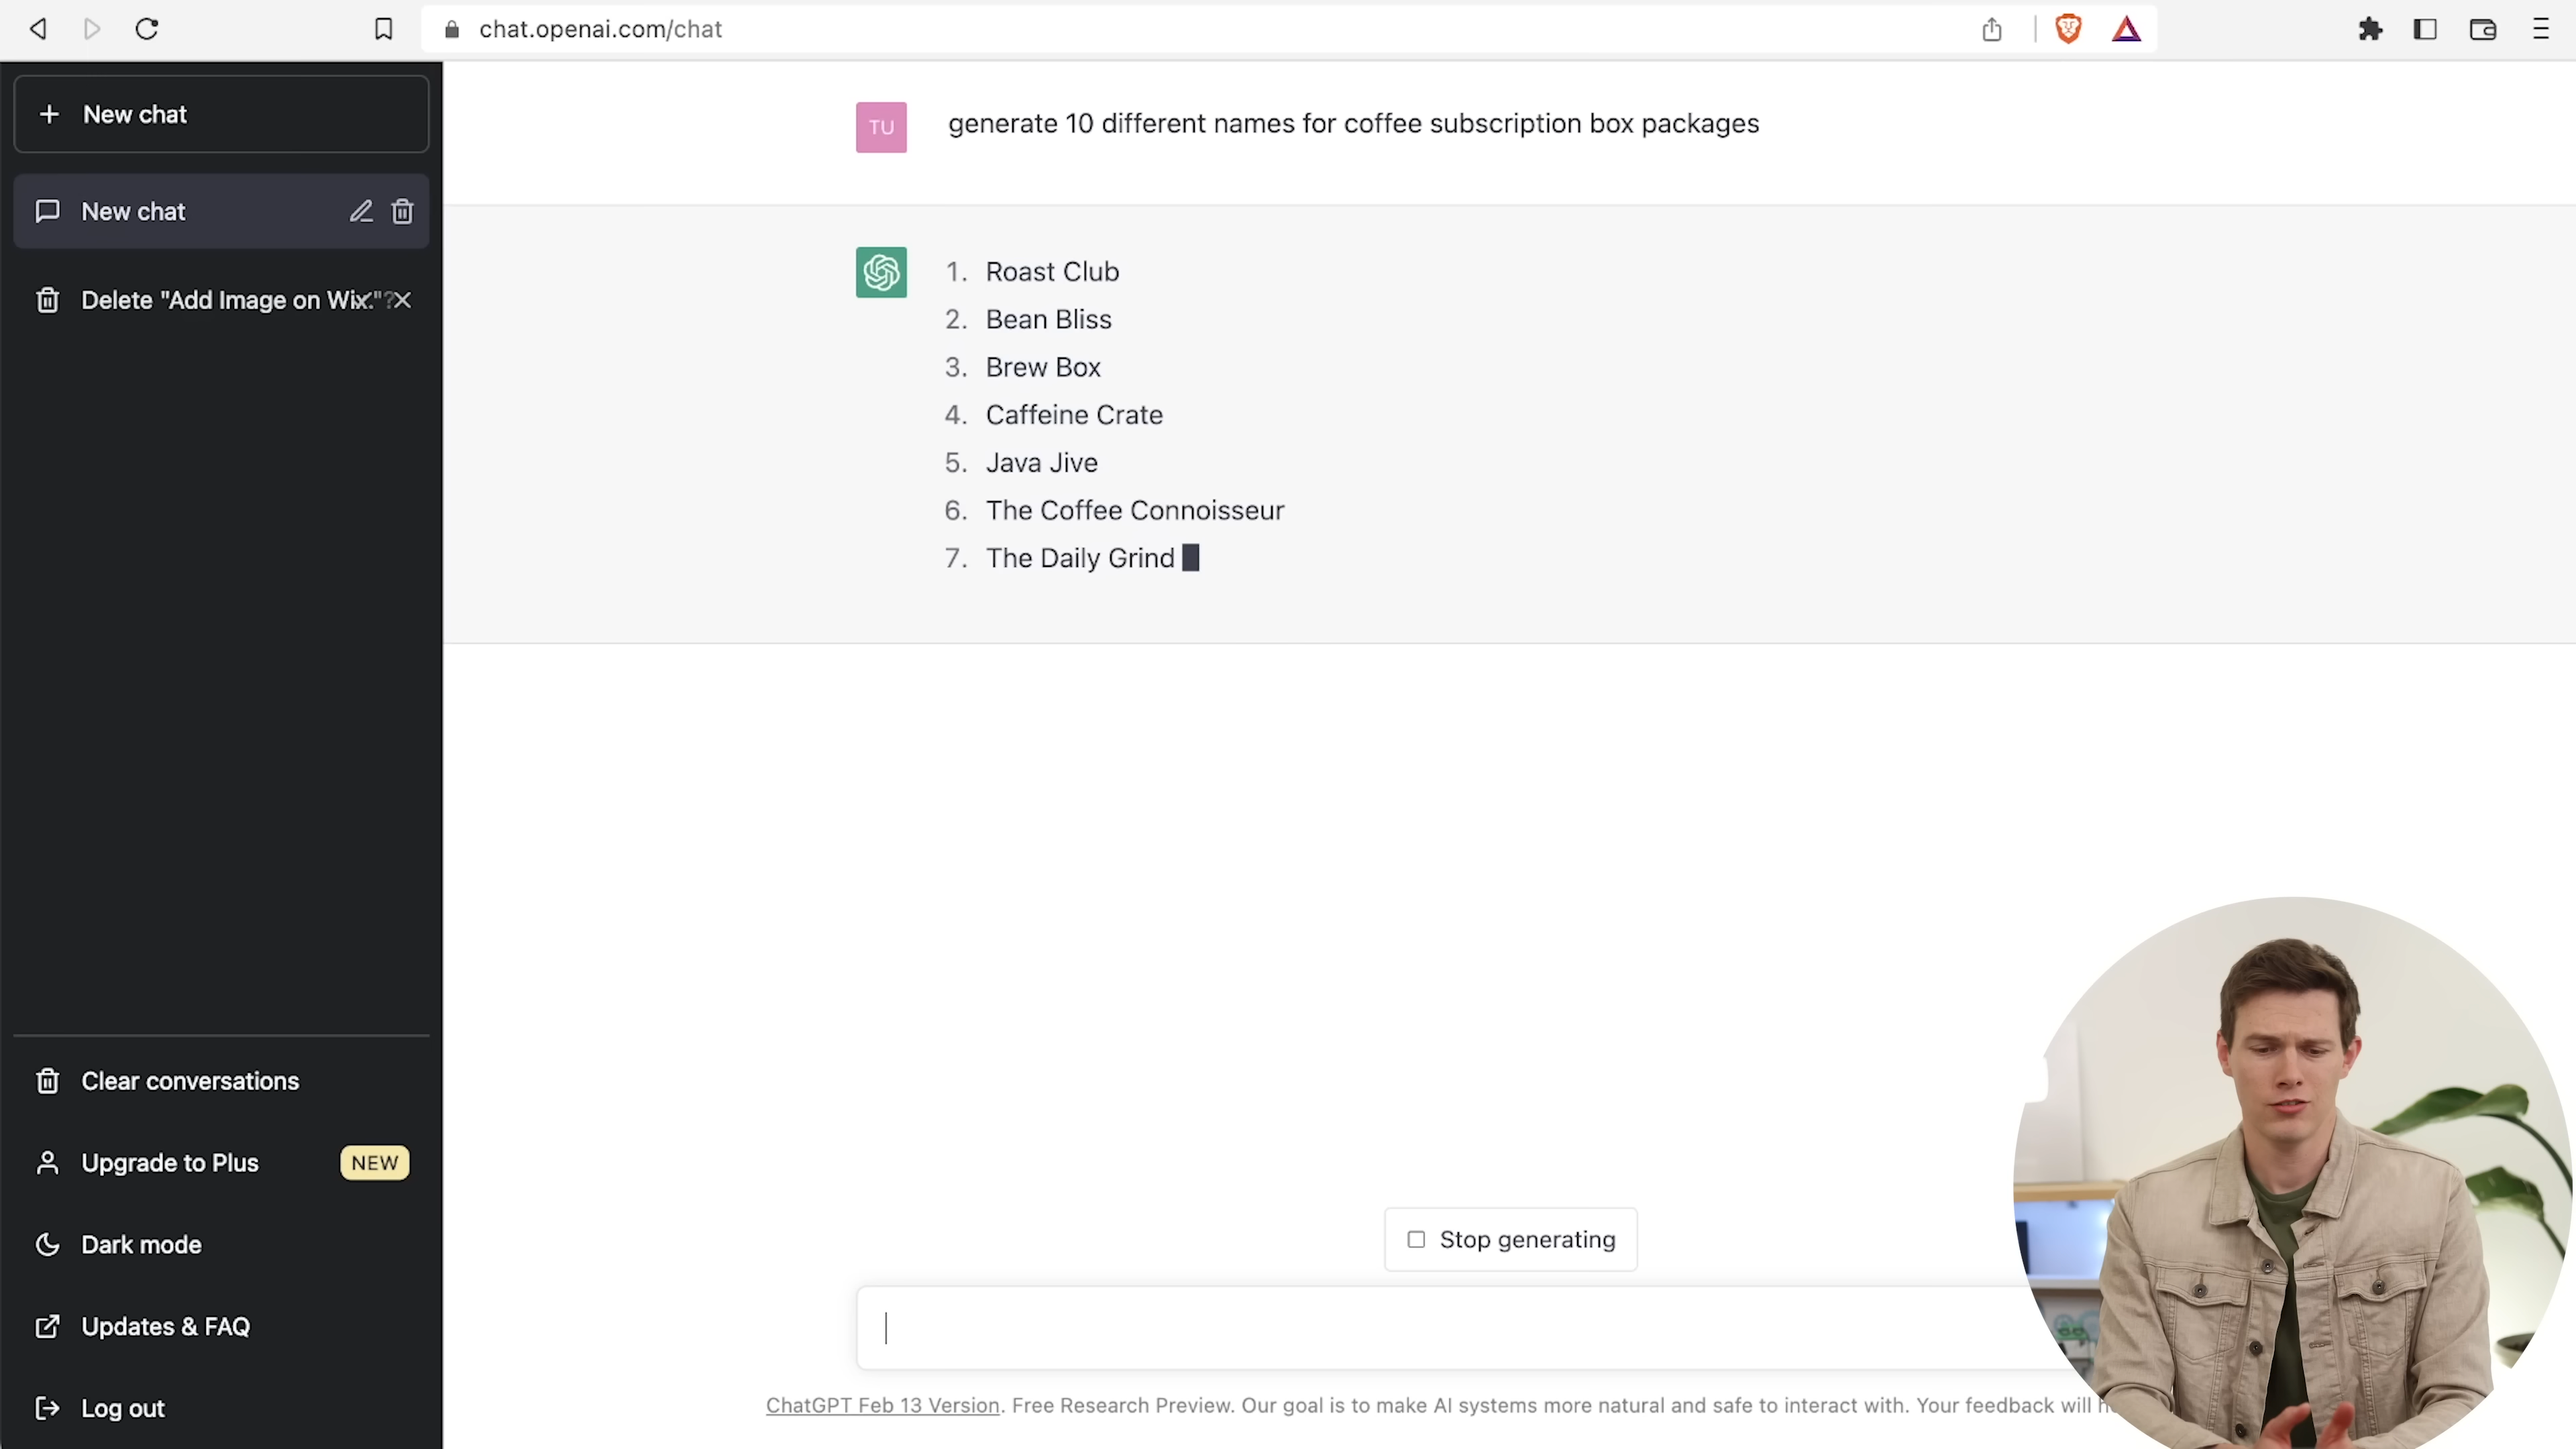 chat.openai.com/chat
New chat
New chat
Delete "Add Image on Wix."?
Clear conversations
Upgrade to Plus
NEW
Dark mode
Updates & FAQ
Log out
TU
generate 10 different names for coffee subscription box packages
1. Roast Club
2. Bean Bliss
3. Brew Box
4. Caffeine Crate
5. Java Jive
6. The Coffee Connoisseur
7. The Daily Grind
Stop generating
ChatGPT Feb 13 Version. Free Research Preview. Our goal is to make AI systems more natural and safe to interact with. Your feedback will